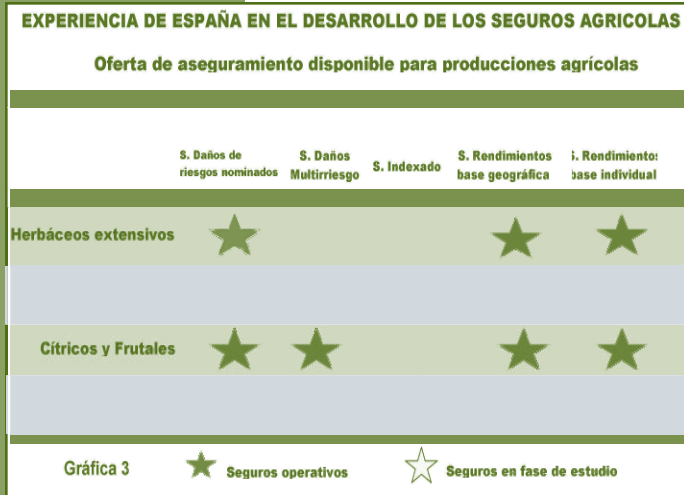 EXPERIENCIA DE ESPAÑA EN EL DESARROLLO DE LOS SEGUROS AGRICOLAS
Oferta de aseguramiento disponible para producciones agrícolas
S. Daños de riesgos nominados
S. Daños Multirriesgo
S. Indexado
S. Rendimientos base geográfica
S. Rendimientos base individual
Herbáceos extensivos
Cítricos y Frutales
Gráfica 3
Seguros operativos
Seguros en fase de estudio